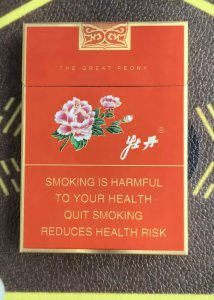 THE GREAT PEONY
牡丹
®
SMOKING IS HARMFUL
TO YOUR HEALTH
QUIT SMOKING
REDUCES HEALTH RISK